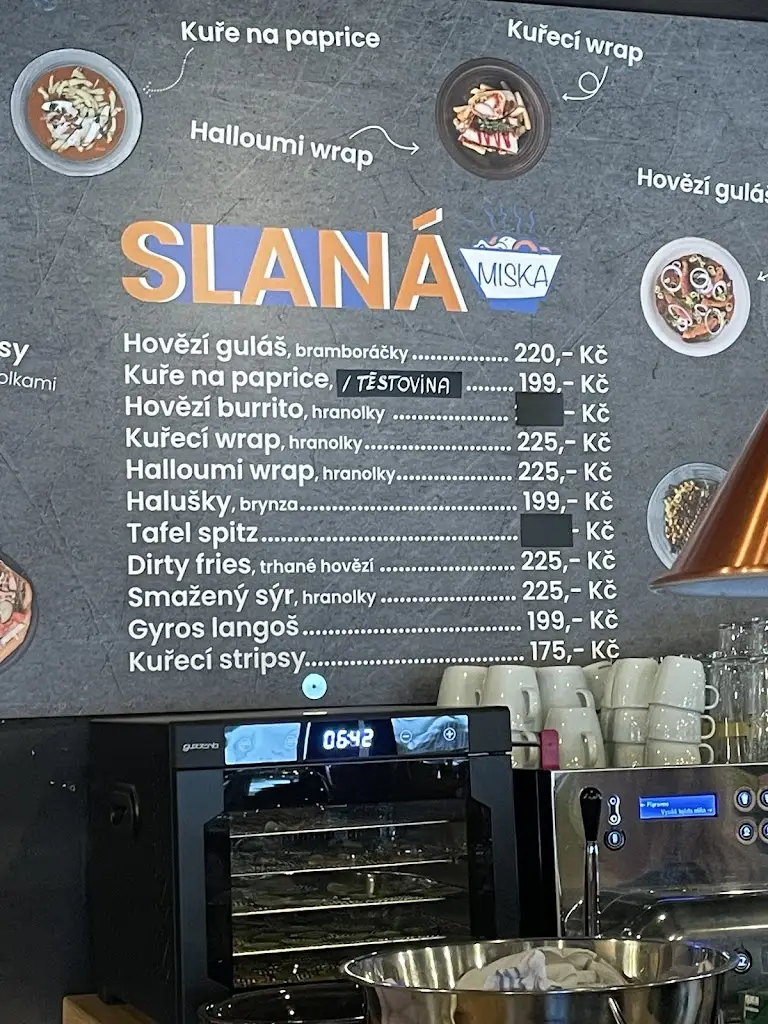 Kuře na paprice
Kuřecí wrap
Halloumi wrap
Hovězí guláš
SLANÁ MISKA
sy
olkami
Hovězí guláš, bramboráčky ............... 220,- Kč
Kuře na paprice, / TĚSTOVINA ........ 199,- Kč
Hovězí burrito, hranolky .................. - Kč
Kuřecí wrap, hranolky....................... 225,- Kč
Halloumi wrap, hranolky................. 225,- Kč
Halušky, brynza.................................. 199,- Kč
Tafel spitz........................................ - Kč
Dirty fries, trhané hovězí ..................... 225,- Kč
Smažený sýr, hranolky ..................... 225,- Kč
Gyros langoš................................. 199,- Kč
Kuřecí stripsy................................. 175,- Kč
06:42